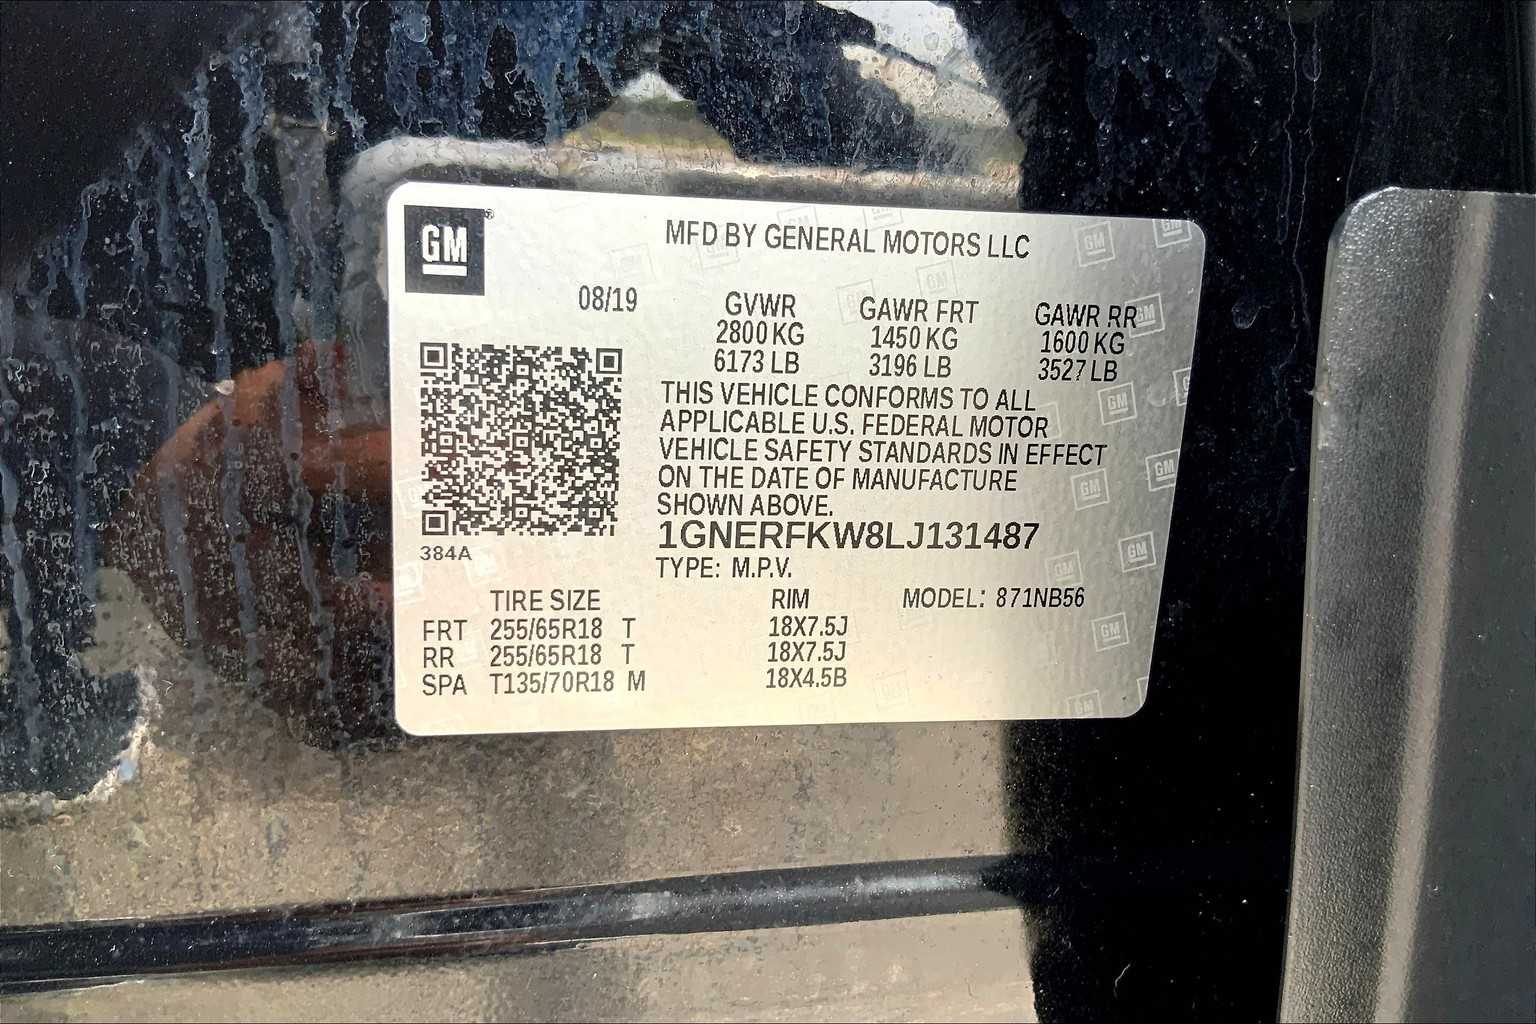 GM®
MFD BY GENERAL MOTORS LLC
08/19
GVWR GAWR FRT GAWR RR
2800 KG 1450 KG 1600 KG
6173 LB 3196 LB 3527 LB
THIS VEHICLE CONFORMS TO ALL
APPLICABLE U.S. FEDERAL MOTOR
VEHICLE SAFETY STANDARDS IN EFFECT
ON THE DATE OF MANUFACTURE
SHOWN ABOVE.
1GNERFKW8LJ131487
384A
TYPE: M.P.V.
TIRE SIZE RIM MODEL: 871NB56
FRT 255/65R18 T 18X7.5J
RR 255/65R18 T 18X7.5J
SPA T135/70R18 M 18X4.5B